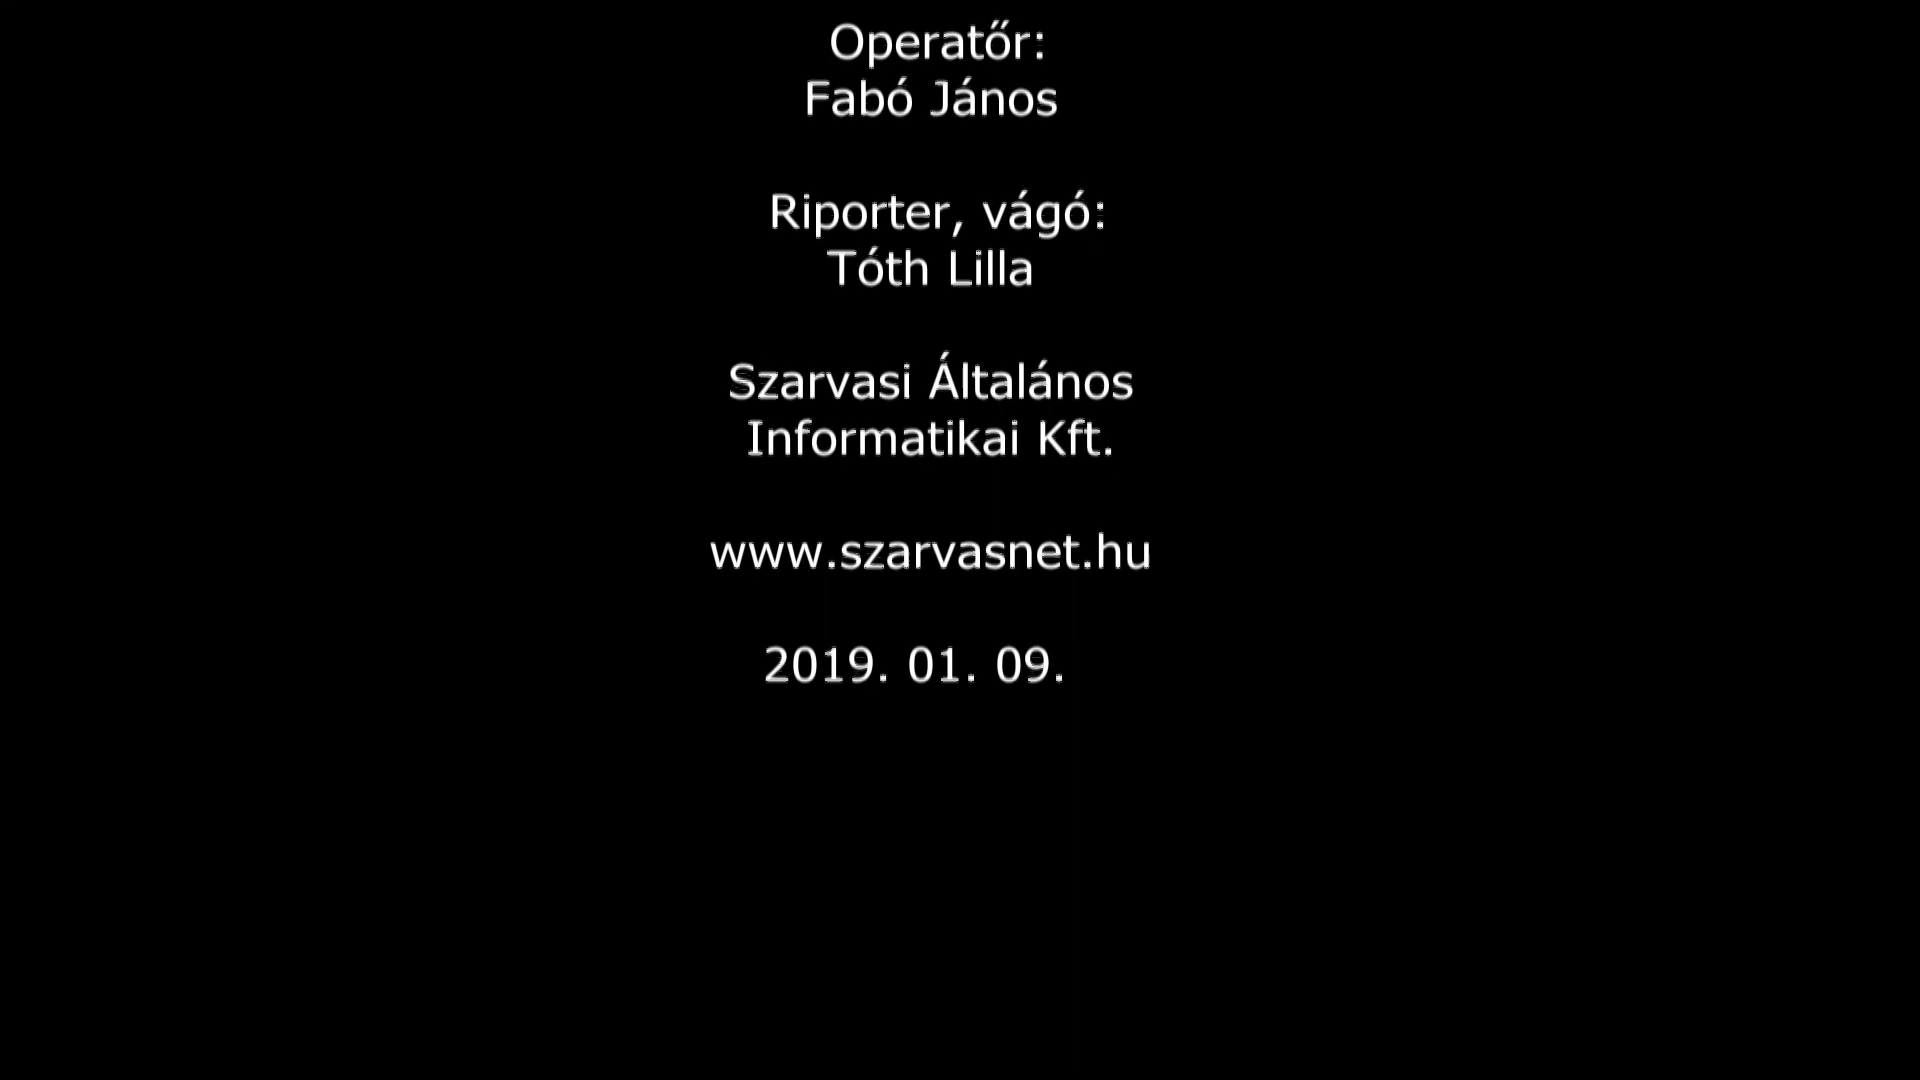 Operatőr:
Fabó János
Riporter, vágó:
Tóth Lilla
Szarvasi Általános
Informatikai Kft.
www.szarvasnet.hu
2019. 01. 09.